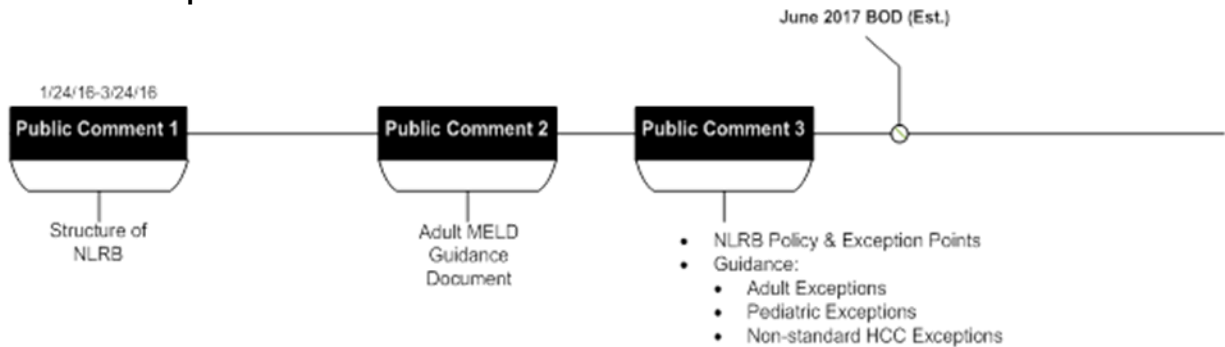 June 2017 BOD (Est.)
1/24/16-3/24/16
Public Comment 1
Public Comment 2
Public Comment 3
Structure of
NLRB
Adult MELD
Guidance
Document
• NLRB Policy & Exception Points
• Guidance:
• Adult Exceptions
• Pediatric Exceptions
• Non-standard HCC Exceptions